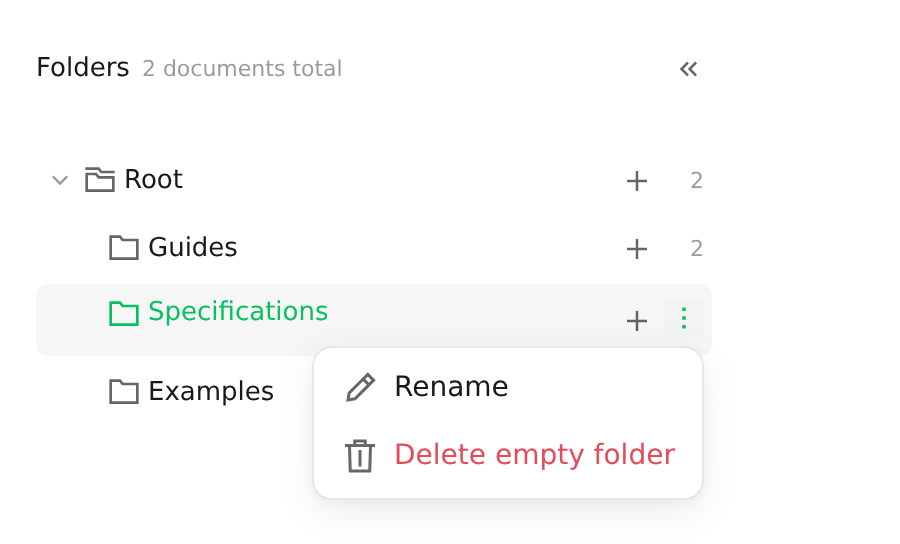 Folders 2 documents total
Root 2
Guides 2
Specifications
Examples
Rename
Delete empty folder